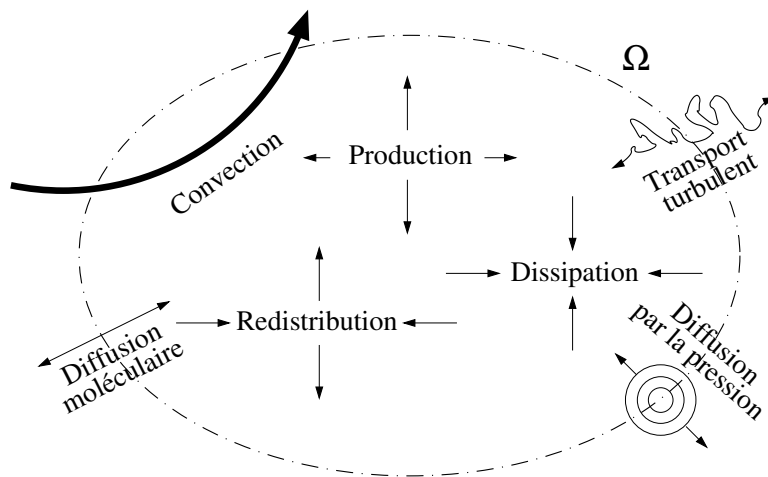 Ω
Convection
Production
Transport
turbulent
Dissipation
Redistribution
Diffusion
moléculaire
Diffusion
par la pression